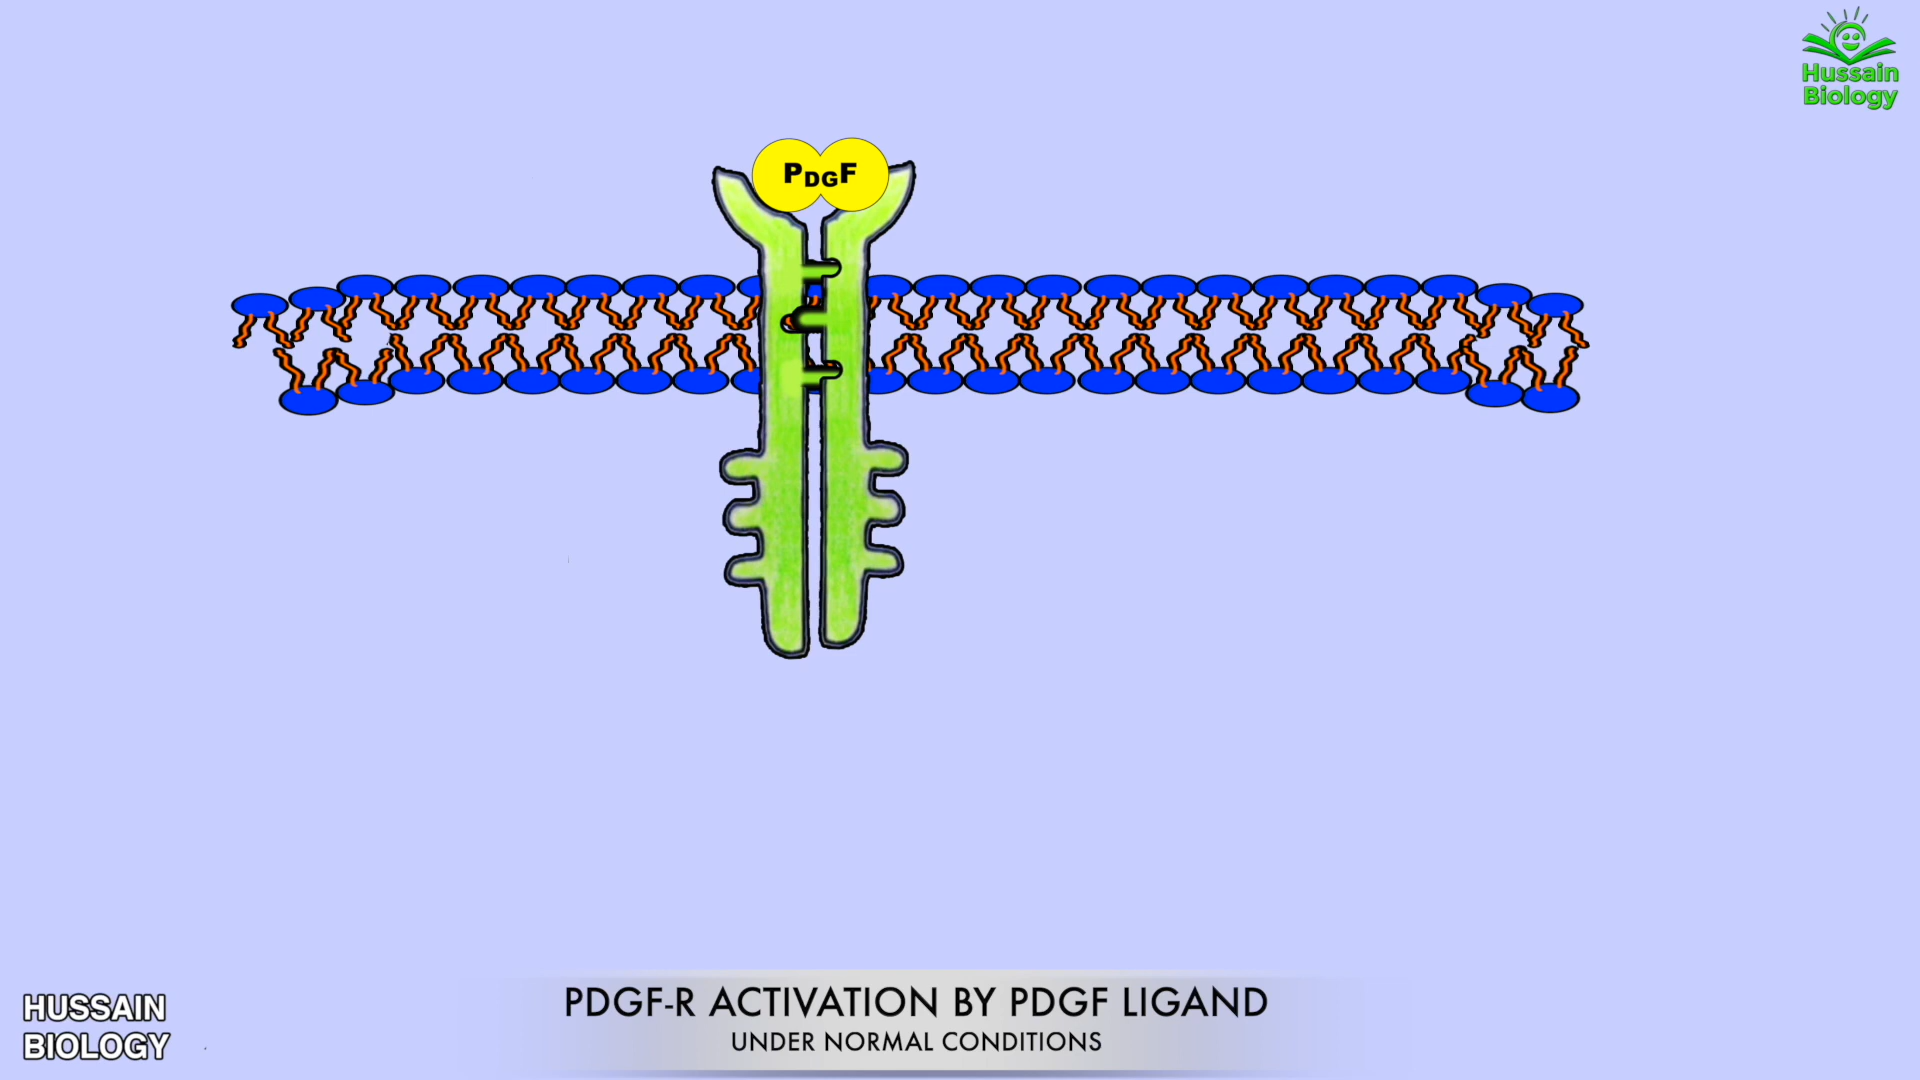 Hussain
Biology
PDGF
PDGF-R ACTIVATION BY PDGF LIGAND
UNDER NORMAL CONDITIONS
HUSSAIN
BIOLOGY